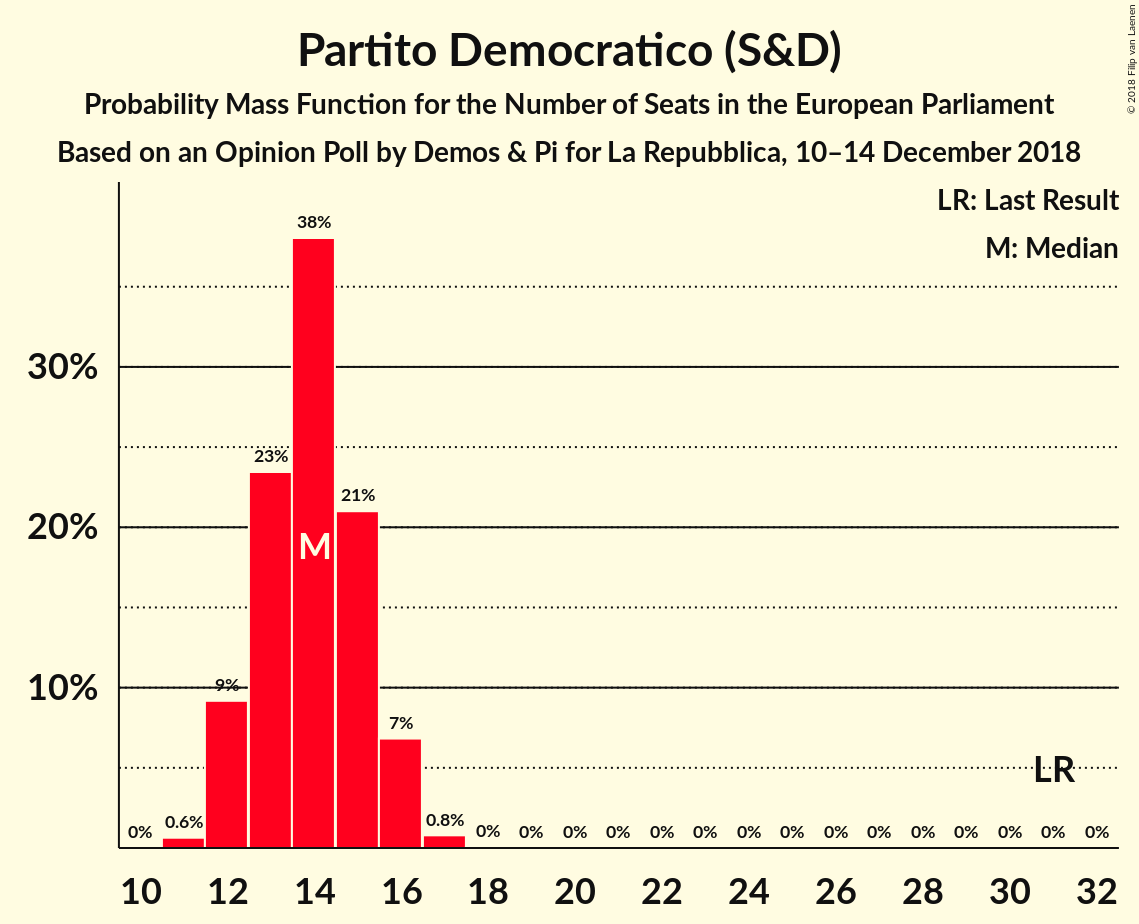 Partito Democratico (S&D)
Probability Mass Function for the Number of Seats in the European Parliament
Based on an Opinion Poll by Demos & Pi for La Repubblica, 10–14 December 2018
© 2018 Filip van Laenen
LR: Last Result
M: Median
38%
30%
23%
21%
20%
M
10%
9%
7%
LR
0% 0.6% 0.8% 0% 0% 0% 0% 0% 0% 0% 0% 0% 0% 0% 0% 0% 0% 0%
10 12 14 16 18 20 22 24 26 28 30 32